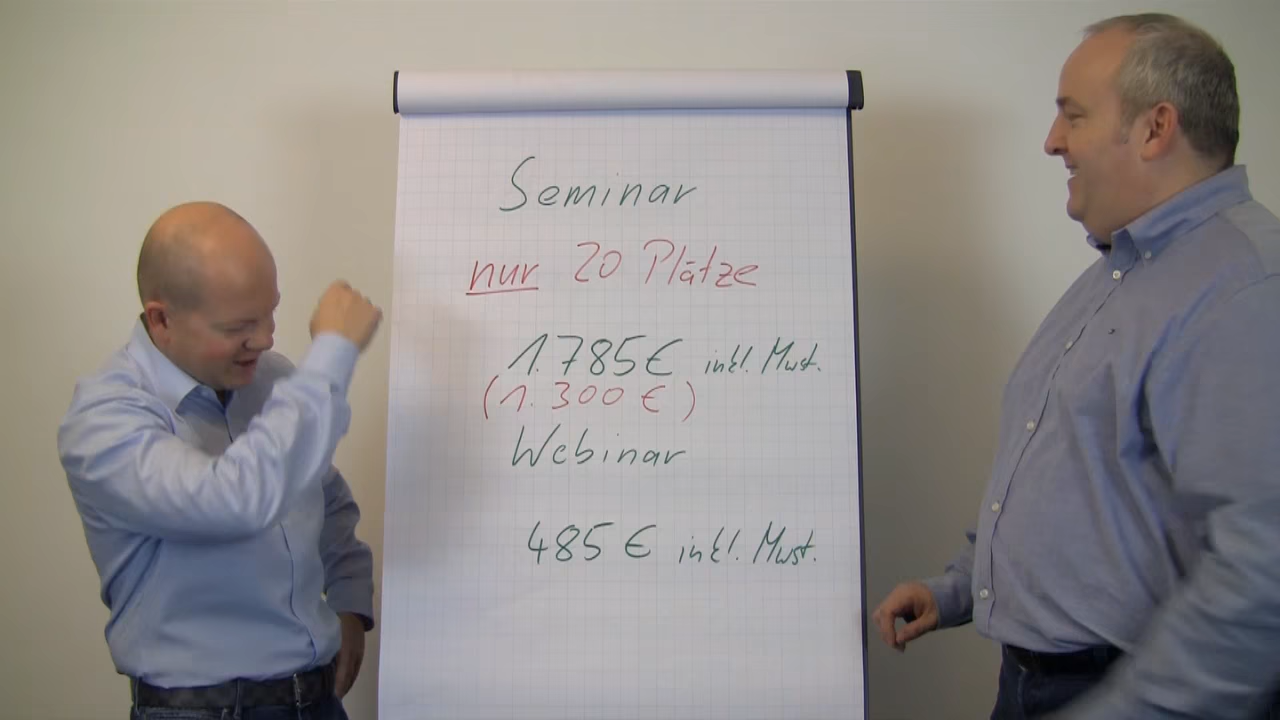 Seminar
nur 20 Plätze
1.785€ inkl. Mwst.
(1.300 €)
Webinar
485 € inkl. Mwst.